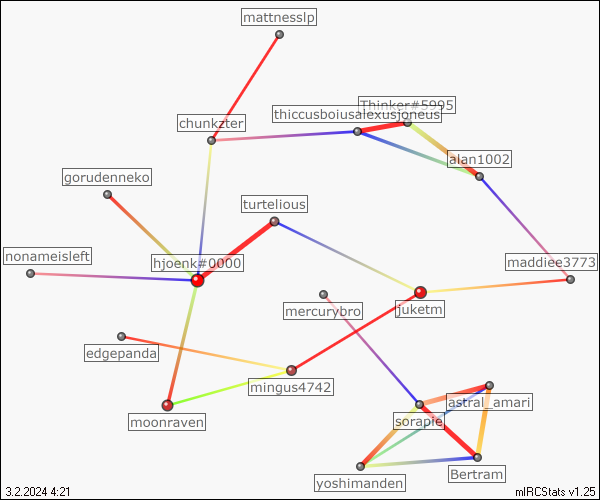 mattnesslp
Thinker#5995
thiccusboiusalexusjoneus
chunkzter
alan1002
gorudenneko
turtelious
nonameisleft
hjoenk#0000
maddiee3773
mercurybro
juketm
edgepanda
mingus4742
astral_amari
moonraven
sorapie
Bertram
yoshimanden
3.2.2024 4:21
mIRCStats v1.25